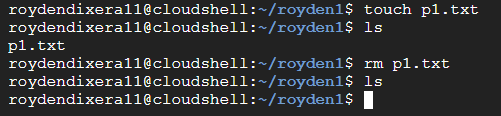 roydendixera11@cloudshell:~/royden1$ touch p1.txt
roydendixera11@cloudshell:~/royden1$ ls
p1.txt
roydendixera11@cloudshell:~/royden1$ rm p1.txt
roydendixera11@cloudshell:~/royden1$ ls
roydendixera11@cloudshell:~/royden1$